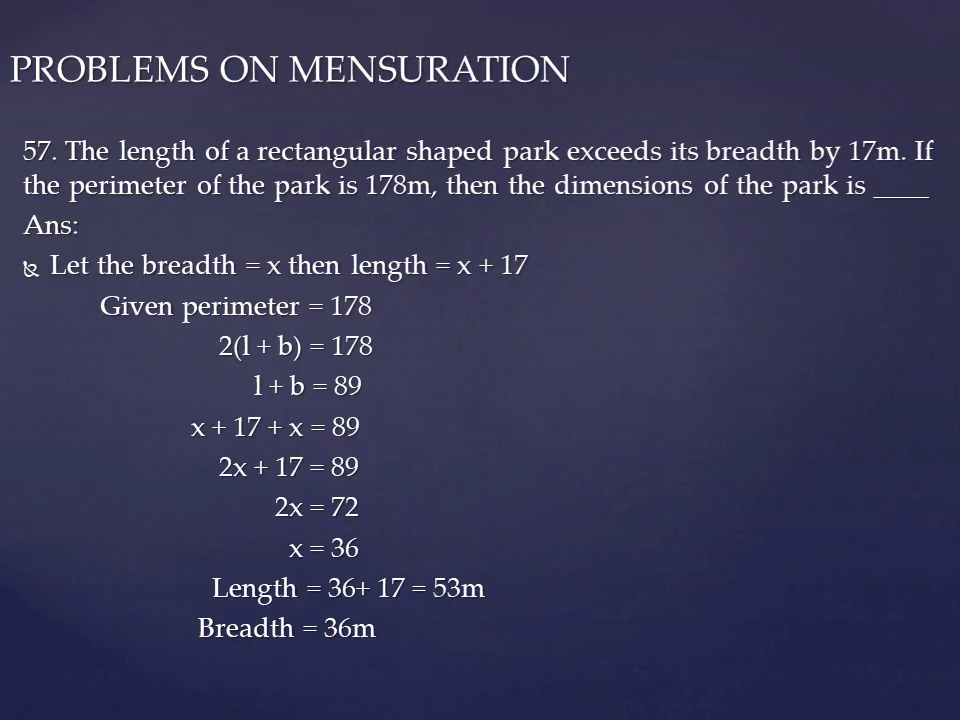 PROBLEMS ON MENSURATION
57. The length of a rectangular shaped park exceeds its breadth by 17m. If
the perimeter of the park is 178m, then the dimensions of the park is ____
Ans:
Let the breadth = x then length = x + 17
Given perimeter = 178
2(l + b) = 178
l + b = 89
x + 17 + x = 89
2x + 17 = 89
2x = 72
x = 36
Length = 36+ 17 = 53m
Breadth = 36m